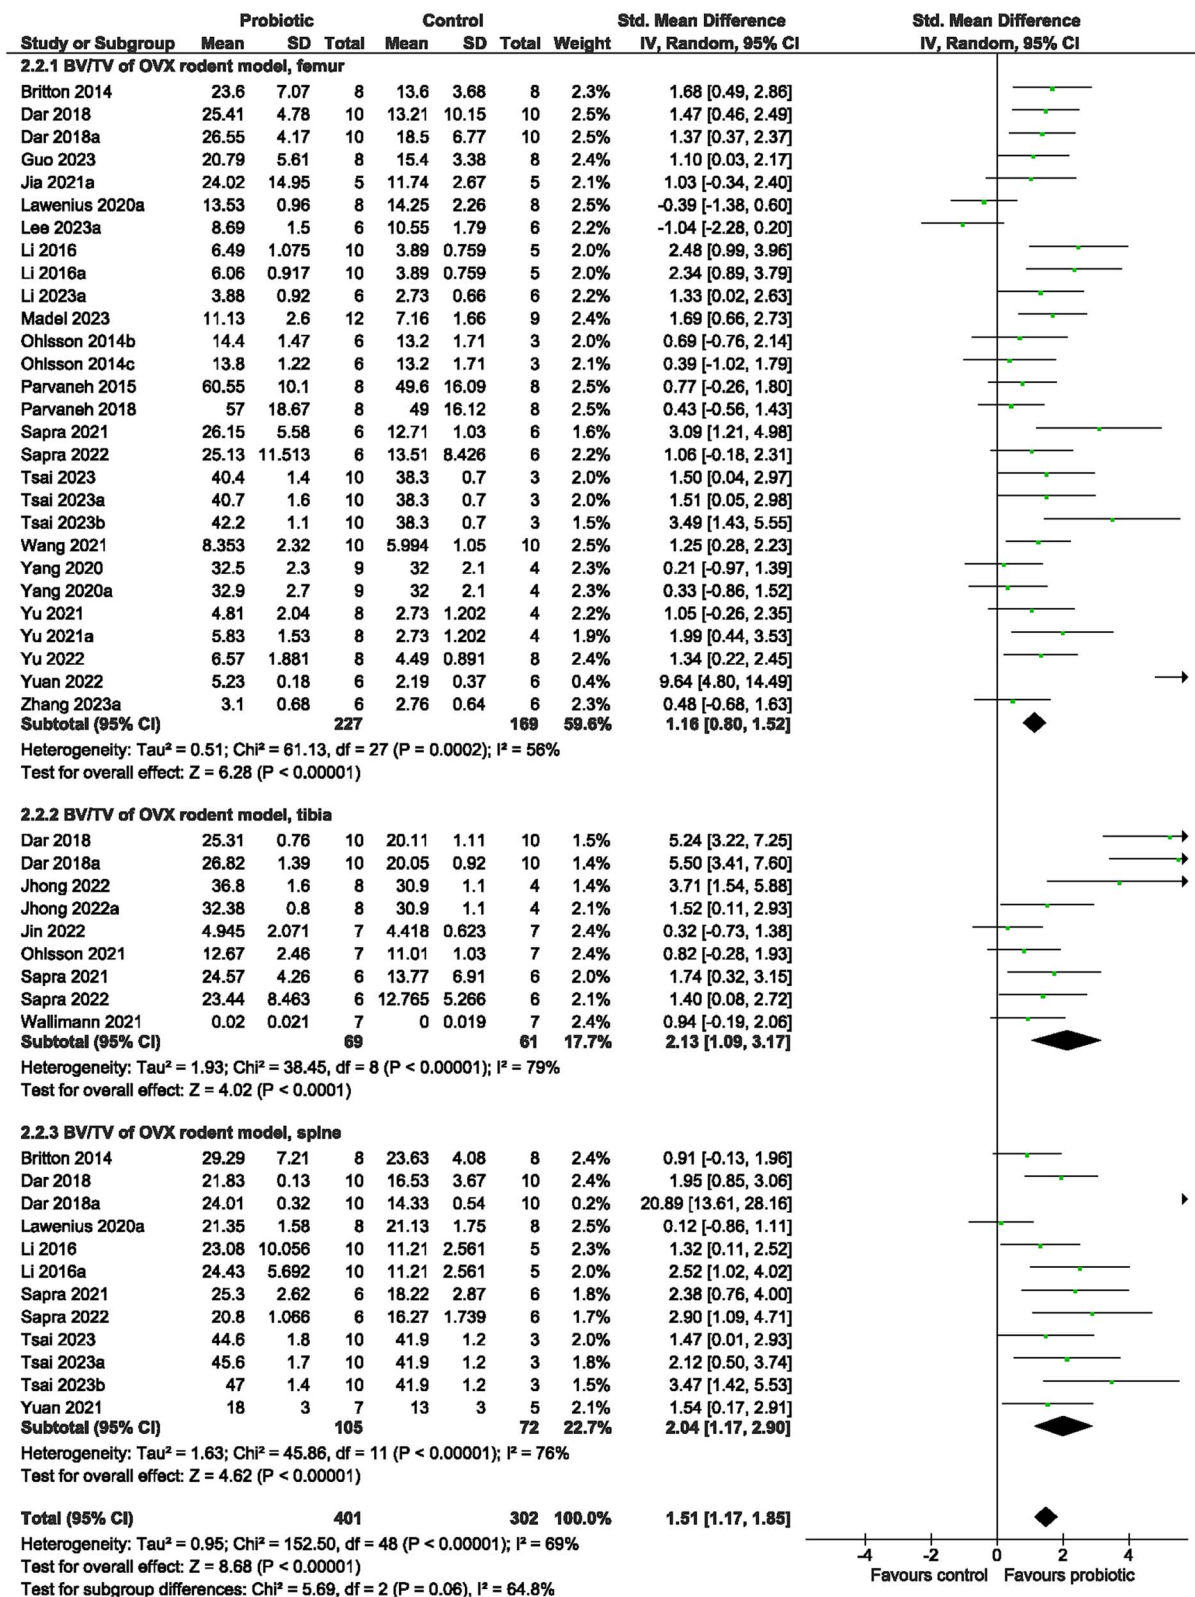 Probiotic Control Std. Mean Difference Std. Mean Difference
Study or Subgroup Mean SD Total Mean SD Total Weight IV, Random, 95% CI IV, Random, 95% CI
2.2.1 BV/TV of OVX rodent model, femur
Britton 2014 23.6 7.07 8 13.6 3.68 8 2.3% 1.68 [0.49, 2.86]
Dar 2018 25.41 4.78 10 13.21 10.15 10 2.5% 1.47 [0.46, 2.49]
Dar 2018a 26.55 4.17 10 18.5 6.77 10 2.5% 1.37 [0.37, 2.37]
Guo 2023 20.79 5.61 8 15.4 3.38 8 2.4% 1.10 [0.03, 2.17]
Jia 2021a 24.02 14.95 5 11.74 2.67 5 2.1% 1.03 [-0.34, 2.40]
Lawenius 2020a 13.53 0.96 8 14.25 2.26 8 2.5% -0.39 [-1.38, 0.60]
Lee 2023a 8.69 1.5 6 10.55 1.79 6 2.2% -1.04 [-2.28, 0.20]
Li 2016 6.49 1.075 10 3.89 0.759 5 2.0% 2.48 [0.99, 3.96]
Li 2016a 6.06 0.917 10 3.89 0.759 5 2.0% 2.34 [0.89, 3.79]
Li 2023a 3.88 0.92 6 2.73 0.66 6 2.2% 1.33 [0.02, 2.63]
Madel 2023 11.13 2.6 12 7.16 1.66 9 2.4% 1.69 [0.66, 2.73]
Ohlsson 2014b 14.4 1.47 6 13.2 1.71 3 2.0% 0.69 [-0.76, 2.14]
Ohlsson 2014c 13.8 1.22 6 13.2 1.71 3 2.1% 0.39 [-1.02, 1.79]
Parvaneh 2015 60.55 10.1 8 49.6 16.09 8 2.5% 0.77 [-0.26, 1.80]
Parvaneh 2018 57 18.67 8 49 16.12 8 2.5% 0.43 [-0.56, 1.43]
Sapra 2021 26.15 5.58 6 12.71 1.03 6 1.6% 3.09 [1.21, 4.98]
Sapra 2022 25.13 11.513 6 13.51 8.426 6 2.2% 1.06 [-0.18, 2.31]
Tsai 2023 40.4 1.4 10 38.3 0.7 3 2.0% 1.50 [0.04, 2.97]
Tsai 2023a 40.7 1.6 10 38.3 0.7 3 2.0% 1.51 [0.05, 2.98]
Tsai 2023b 42.2 1.1 10 38.3 0.7 3 1.5% 3.49 [1.43, 5.55]
Wang 2021 8.353 2.32 10 5.994 1.05 10 2.5% 1.25 [0.28, 2.23]
Yang 2020 32.5 2.3 9 32 2.1 4 2.3% 0.21 [-0.97, 1.39]
Yang 2020a 32.9 2.7 9 32 2.1 4 2.3% 0.33 [-0.86, 1.52]
Yu 2021 4.81 2.04 8 2.73 1.202 4 2.2% 1.05 [-0.26, 2.35]
Yu 2021a 5.83 1.53 8 2.73 1.202 4 1.9% 1.99 [0.44, 3.53]
Yu 2022 6.57 1.881 8 4.49 0.891 8 2.4% 1.34 [0.22, 2.45]
Yuan 2022 5.23 0.18 6 2.19 0.37 6 0.4% 9.64 [4.80, 14.49]
Zhang 2023a 3.1 0.68 6 2.76 0.64 6 2.3% 0.48 [-0.68, 1.63]
Subtotal (95% CI) 227 169 59.6% 1.16 [0.80, 1.52]
Heterogeneity: Tau² = 0.51; Chi² = 61.13, df = 27 (P = 0.0002); I² = 56%
Test for overall effect: Z = 6.28 (P < 0.00001)
2.2.2 BV/TV of OVX rodent model, tibia
Dar 2018 25.31 0.76 10 20.11 1.11 10 1.5% 5.24 [3.22, 7.25]
Dar 2018a 26.82 1.39 10 20.05 0.92 10 1.4% 5.50 [3.41, 7.60]
Jhong 2022 36.8 1.6 8 30.9 1.1 4 1.4% 3.71 [1.54, 5.88]
Jhong 2022a 32.38 0.8 8 30.9 1.1 4 2.1% 1.52 [0.11, 2.93]
Jin 2022 4.945 2.071 7 4.418 0.623 7 2.4% 0.32 [-0.73, 1.38]
Ohlsson 2021 12.67 2.46 7 11.01 1.03 7 2.4% 0.82 [-0.28, 1.93]
Sapra 2021 24.57 4.26 6 13.77 6.91 6 2.0% 1.74 [0.32, 3.15]
Sapra 2022 23.44 8.463 6 12.765 5.266 6 2.1% 1.40 [0.08, 2.72]
Wallimann 2021 0.02 0.021 7 0 0.019 7 2.4% 0.94 [-0.19, 2.06]
Subtotal (95% CI) 69 61 17.7% 2.13 [1.09, 3.17]
Heterogeneity: Tau² = 1.93; Chi² = 38.45, df = 8 (P < 0.00001); I² = 79%
Test for overall effect: Z = 4.02 (P < 0.0001)
2.2.3 BV/TV of OVX rodent model, spine
Britton 2014 29.29 7.21 8 23.63 4.08 8 2.4% 0.91 [-0.13, 1.96]
Dar 2018 21.83 0.13 10 16.53 3.67 10 2.4% 1.95 [0.85, 3.06]
Dar 2018a 24.01 0.32 10 14.33 0.54 10 0.2% 20.89 [13.61, 28.16]
Lawenius 2020a 21.35 1.58 8 21.13 1.75 8 2.5% 0.12 [-0.86, 1.11]
Li 2016 23.08 10.056 10 11.21 2.561 5 2.3% 1.32 [0.11, 2.52]
Li 2016a 24.43 5.692 10 11.21 2.561 5 2.0% 2.52 [1.02, 4.02]
Sapra 2021 25.3 2.62 6 18.22 2.87 6 1.8% 2.38 [0.76, 4.00]
Sapra 2022 20.8 1.066 6 16.27 1.739 6 1.7% 2.90 [1.09, 4.71]
Tsai 2023 44.6 1.8 10 41.9 1.2 3 2.0% 1.47 [0.01, 2.93]
Tsai 2023a 45.6 1.7 10 41.9 1.2 3 1.8% 2.12 [0.50, 3.74]
Tsai 2023b 47 1.4 10 41.9 1.2 3 1.5% 3.47 [1.42, 5.53]
Yuan 2021 18 3 7 13 3 5 2.1% 1.54 [0.17, 2.91]
Subtotal (95% CI) 105 72 22.7% 2.04 [1.17, 2.90]
Heterogeneity: Tau² = 1.63; Chi² = 45.86, df = 11 (P < 0.00001); I² = 76%
Test for overall effect: Z = 4.62 (P < 0.00001)
Total (95% CI) 401 302 100.0% 1.51 [1.17, 1.85]
Heterogeneity: Tau² = 0.95; Chi² = 152.50, df = 48 (P < 0.00001); I² = 69%
Test for overall effect: Z = 8.68 (P < 0.00001)
Test for subgroup differences: Chi² = 5.69, df = 2 (P = 0.06), I² = 64.8%
-4 -2 0 2 4
Favours control Favours probiotic